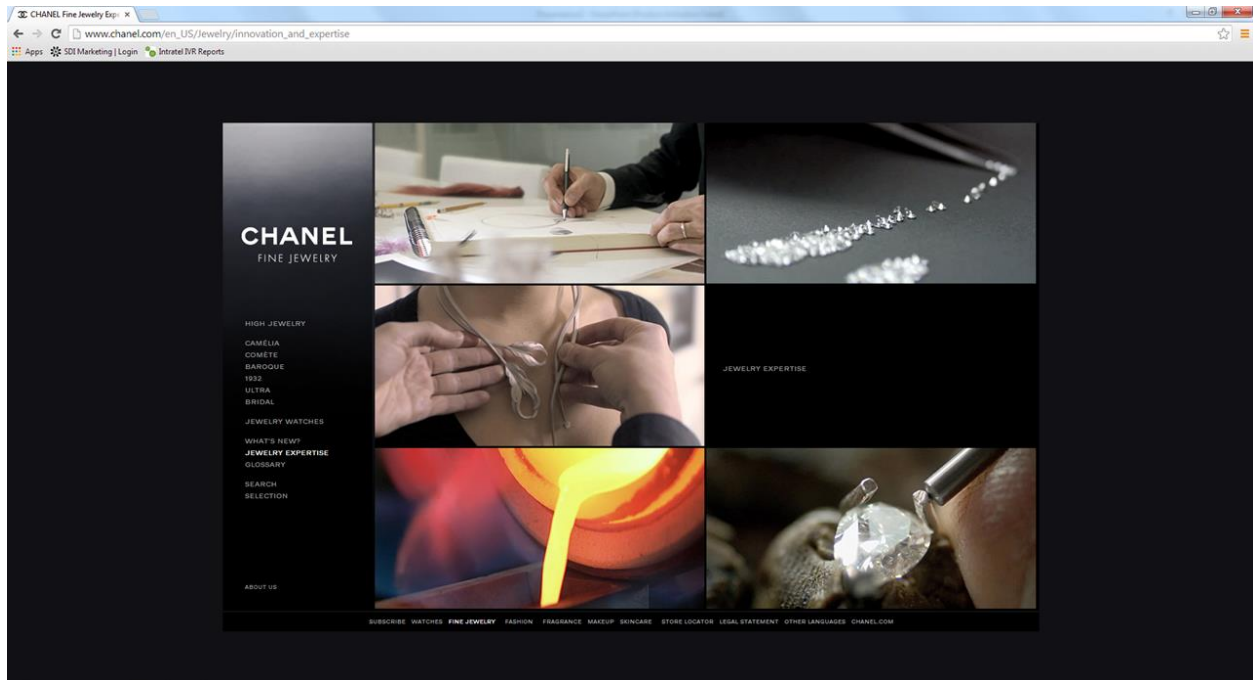 CHANEL Fine Jewelry Exp
www.chanel.com/en_US/Jewelry/innovation_and_expertise
Apps SDI Marketing | Login Intratel IVR Reports
CHANEL
FINE JEWELRY
HIGH JEWELRY
CAMÉLIA
COMÈTE
BAROQUE
1932
ULTRA
BRIDAL
JEWELRY WATCHES
WHAT'S NEW?
JEWELRY EXPERTISE
GLOSSARY
SEARCH
SELECTION
ABOUT US
JEWELRY EXPERTISE
SUBSCRIBE WATCHES FINE JEWELRY FASHION FRAGRANCE MAKEUP SKINCARE STORE LOCATOR LEGAL STATEMENT OTHER LANGUAGES CHANEL.COM